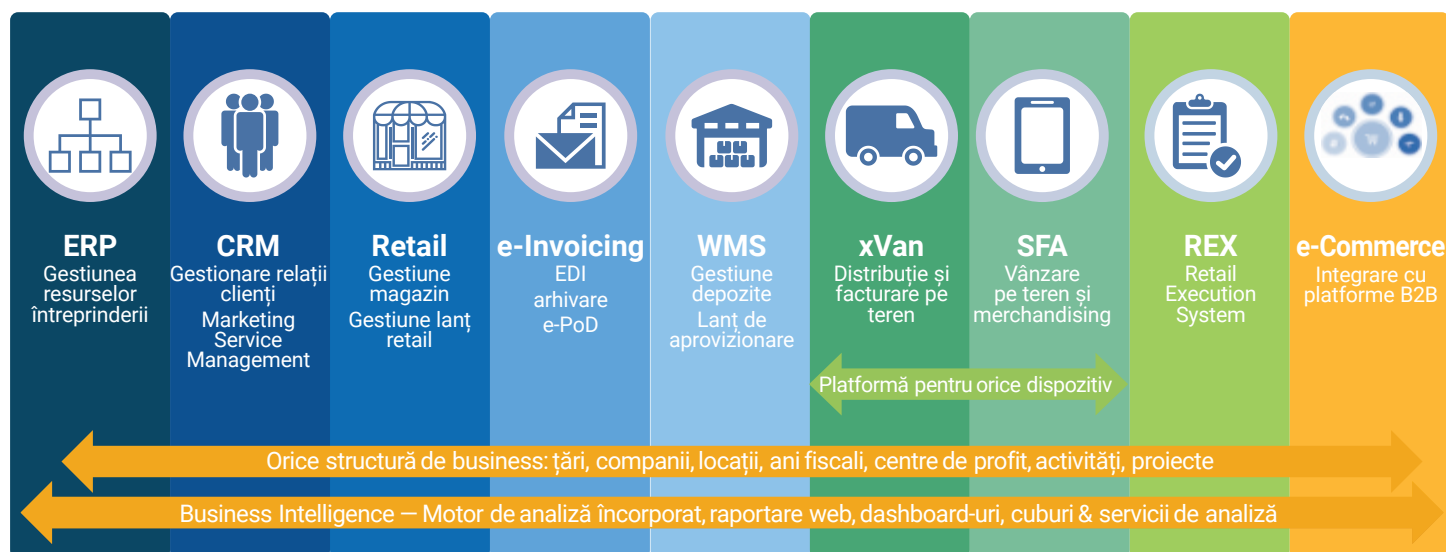 ERP
Gestiunea
resurselor
întreprinderii
CRM
Gestionare relații
clienți
Marketing
Service
Management
Retail
Gestiune
magazin
Gestiune lanț
retail
e-Invoicing
EDI
arhivare
e-PoD
WMS
Gestiune
depozite
Lanț de
aprovizionare
xVan
Distribuție și
facturare pe
teren
SFA
Vânzare
pe teren și
merchandising
REX
Retail
Execution
System
e-Commerce
Integrare cu
platforme B2B
Platformă pentru orice dispozitiv
Orice structură de business: țări, companii, locații, ani fiscali, centre de profit, activități, proiecte
Business Intelligence — Motor de analiză încorporat, raportare web, dashboard-uri, cuburi & servicii de analiză